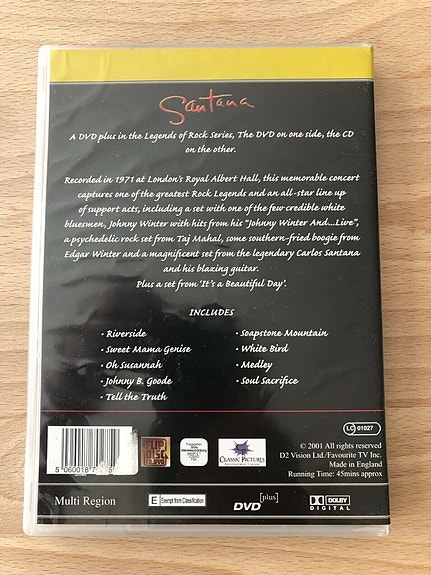 Santana
A DVD plus in the Legends of Rock Series, The DVD on one side, the CD
on the other.
Recorded in 1971 at London's Royal Albert Hall, this memorable concert
captures one of the greatest Rock Legends and an all-star line up
of support acts, including a set with one of the few credible white
bluesmen, Johnny Winter with hits from his "Johnny Winter And...Live",
a psychedelic rock set from Taj Mahal, some southern-fried boogie from
Edgar Winter and a magnificent set from the legendary Carlos Santana
and his blazing guitar.
Plus a set from 'It's a Beautiful Day'.
INCLUDES
• Riverside
• Sweet Mama Genise
• Oh Susannah
• Johnny B. Goode
• Tell the Truth
• Soapstone Mountain
• White Bird
• Medley
• Soul Sacrifice
LC 01027
FLIP
DISC
CLASSIC PICTURES
© 2001 All rights reserved
D2 Vision Ltd/Favourite TV Inc.
Made in England
Running Time: 45mins approx
Multi Region
E Exempt from Classification
DVD [plus]
DOLBY
DIGITAL